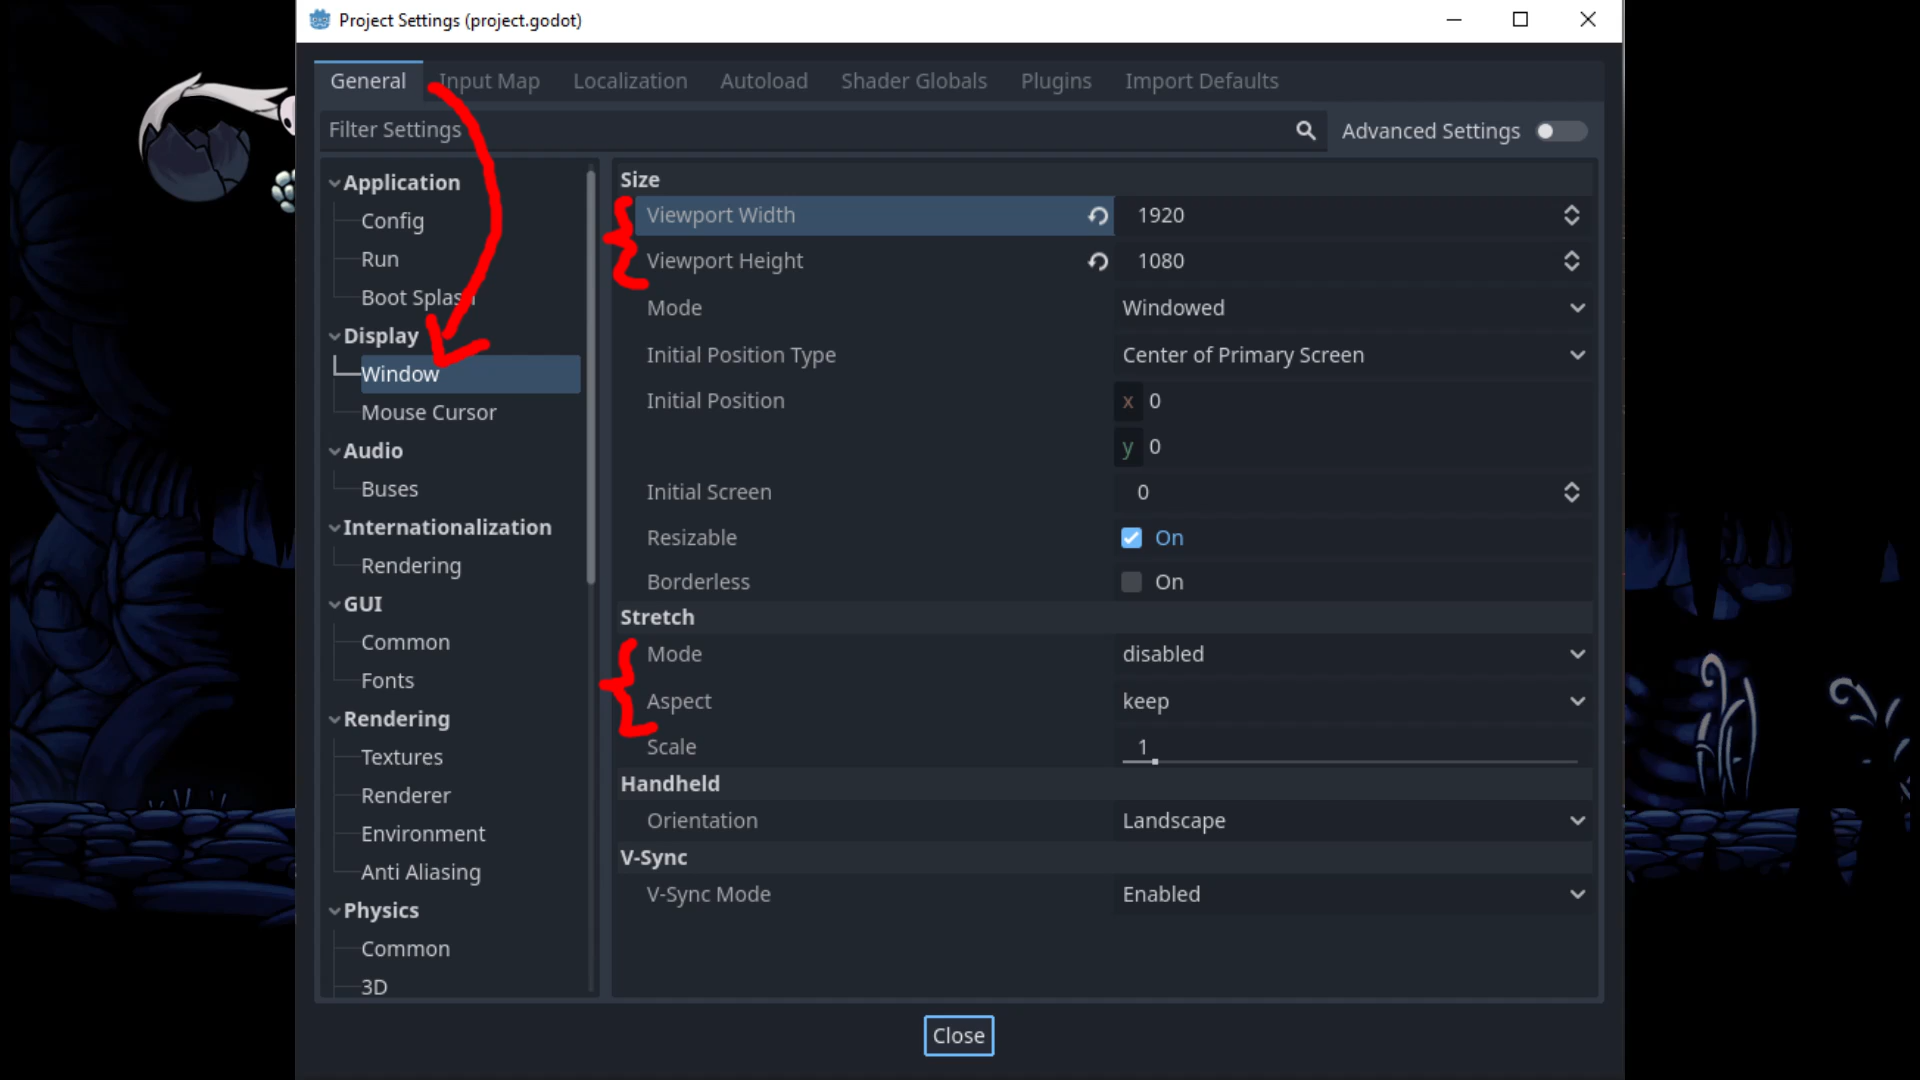 Project Settings (project.godot)
General Input Map Localization Autoload Shader Globals Plugins Import Defaults
Filter Settings Advanced Settings
Application
Config
Run
Boot Splash
Display
Window
Mouse Cursor
Audio
Buses
Internationalization
Rendering
GUI
Common
Fonts
Rendering
Textures
Renderer
Environment
Anti Aliasing
Physics
Common
3D
Size
Viewport Width 1920
Viewport Height 1080
Mode Windowed
Initial Position Type Center of Primary Screen
Initial Position x 0
y 0
Initial Screen 0
Resizable On
Borderless On
Stretch
Mode disabled
Aspect keep
Scale 1
Handheld
Orientation Landscape
V-Sync
V-Sync Mode Enabled
Close